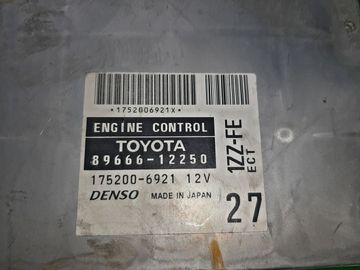 *1752006921X*
ENGINE CONTROL
TOYOTA
89666-12250
175200-6921 12V
DENSO MADE IN JAPAN
1ZZ-FE
ECT
27